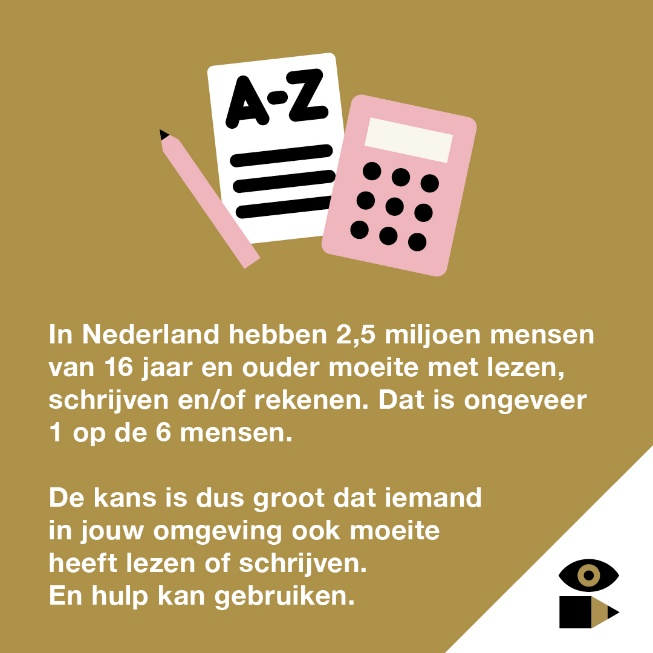 A-Z
In Nederland hebben 2,5 miljoen mensen
van 16 jaar en ouder moeite met lezen,
schrijven en/of rekenen. Dat is ongeveer
1 op de 6 mensen.
De kans is dus groot dat iemand
in jouw omgeving ook moeite
heeft lezen of schrijven.
En hulp kan gebruiken.